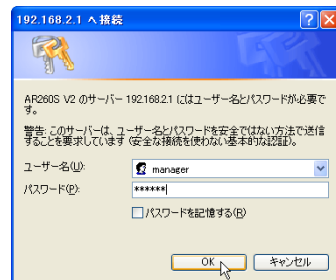 192.168.2.1 へ接続
AR260S V2 のサーバー 192.168.2.1 にはユーザー名とパスワードが必要で
す。
警告: このサーバーは、ユーザー名とパスワードを安全ではない方法で送信
することを要求しています (安全な接続を使わない基本的な認証)。
ユーザー名(U):
manager
パスワード(P):
******
パスワードを記憶する(R)
OK
キャンセル